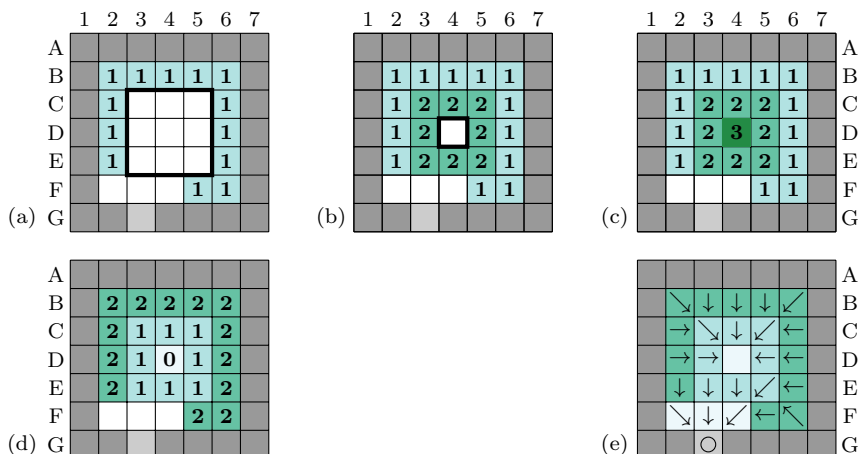 1 2 3 4 5 6 7 1 2 3 4 5 6 7 1 2 3 4 5 6 7
A A
B 1 1 1 1 1 1 1 1 1 1 1 1 1 1 1 B
C 1 1 1 2 2 2 1 1 2 2 2 1 C
D 1 1 1 2 2 1 1 2 3 2 1 D
E 1 1 1 2 2 2 1 1 2 2 2 1 E
F 1 1 1 1 1 1 F
(a) G (b) (c) G
A A
B 2 2 2 2 2 ↘ ↓ ↓ ↓ ↙ B
C 2 1 1 1 2 → ↘ ↓ ↙ ← C
D 2 1 0 1 2 → → ← ← D
E 2 1 1 1 2 ↓ ↓ ↓ ↙ ← E
F 2 2 ↘ ↓ ↙ ← ↖ F
(d) G (e) ○ G